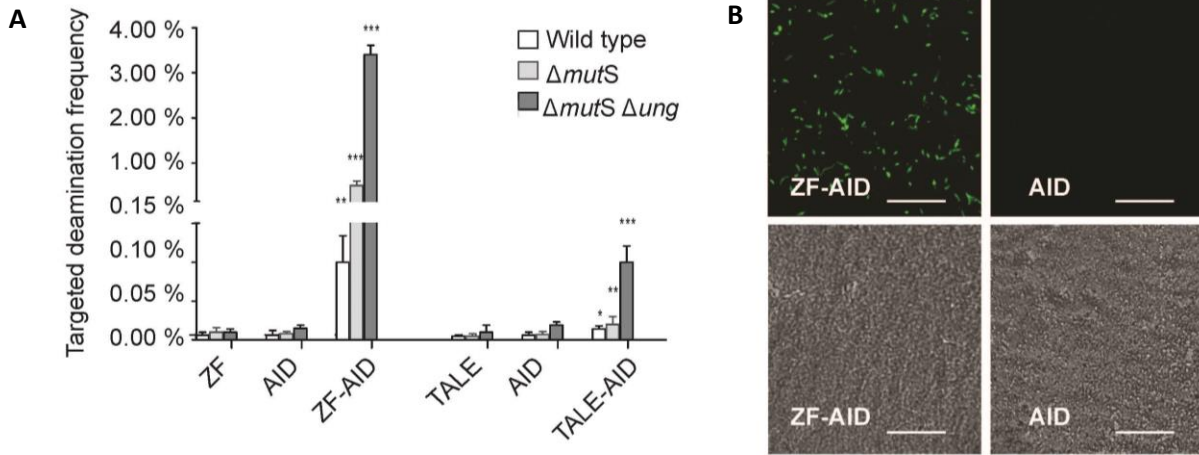 A
Targeted deamination frequency
4.00 %
3.00 %
2.00 %
1.00 %
0.15 %
0.10 %
0.05 %
0.00 %
***
***
**
***
**
*
Wild type
ΔmutS
ΔmutS Δung
ZF
AID
ZF-AID
TALE
AID
TALE-AID
B
ZF-AID
AID
ZF-AID
AID